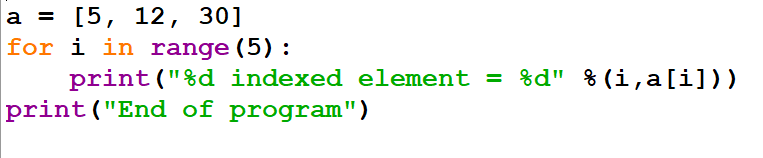 a = [5, 12, 30]
for i in range(5):
    print("%d indexed element = %d" %(i,a[i]))
print("End of program")